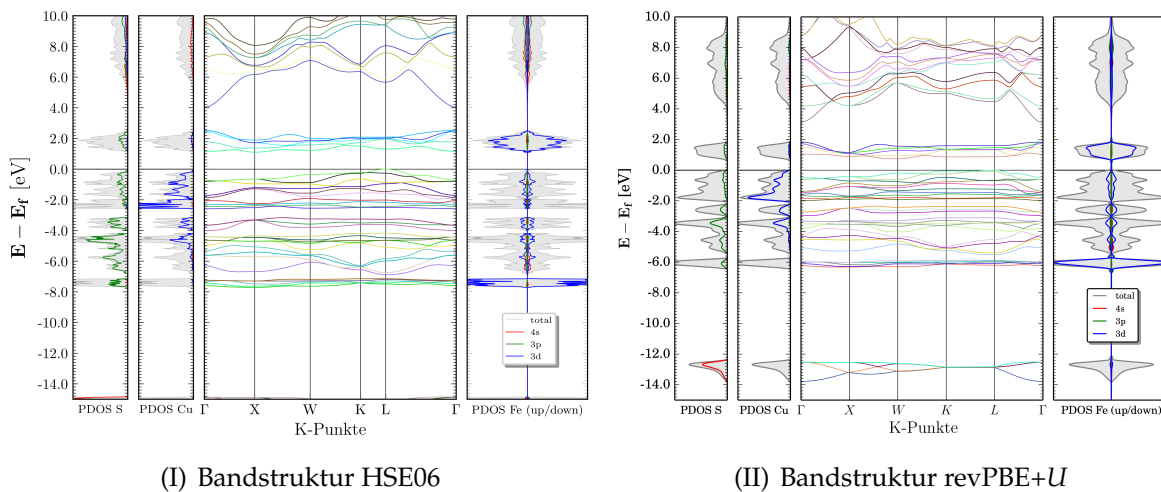 10.0
8.0
6.0
4.0
2.0
0.0
-2.0
-4.0
-6.0
-8.0
-10.0
-12.0
-14.0
E − E_f [eV]
PDOS S
PDOS Cu
Γ X W K L Γ
PDOS Fe (up/down)
K-Punkte
total
4s
3p
3d
(I) Bandstruktur HSE06
10.0
8.0
6.0
4.0
2.0
0.0
-2.0
-4.0
-6.0
-8.0
-10.0
-12.0
-14.0
E − E_f [eV]
PDOS S
PDOS Cu
Γ X W K L Γ
PDOS Fe (up/down)
K-Punkte
total
4s
3p
3d
(II) Bandstruktur revPBE+U